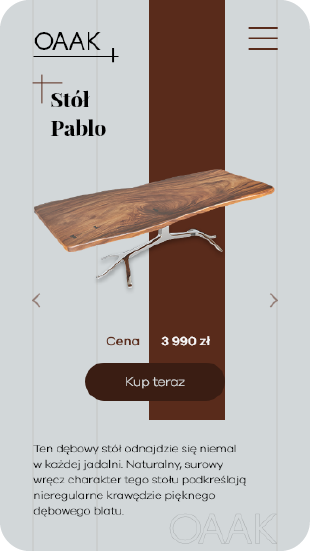 OAAK
Stół
Pablo
Cena 3 990 zł
Kup teraz
Ten dębowy stół odnajdzie się niemal
w każdej jadalni. Naturalny, surowy
wręcz charakter tego stołu podkreślają
nieregularne krawędzie pięknego
dębowego blatu.
OAAK